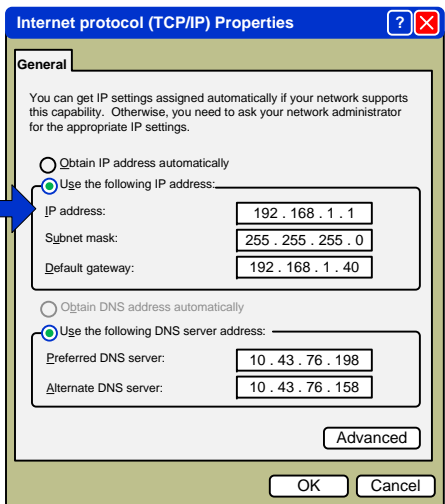 Internet protocol (TCP/IP) Properties ? X
General
You can get IP settings assigned automatically if your network supports
this capability. Otherwise, you need to ask your network administrator
for the appropriate IP settings.
Obtain IP address automatically
Use the following IP address:
IP address: 192 . 168 . 1 . 1
Subnet mask: 255 . 255 . 255 . 0
Default gateway: 192 . 168 . 1 . 40
Obtain DNS address automatically
Use the following DNS server address:
Preferred DNS server: 10 . 43 . 76 . 198
Alternate DNS server: 10 . 43 . 76 . 158
Advanced
OK Cancel